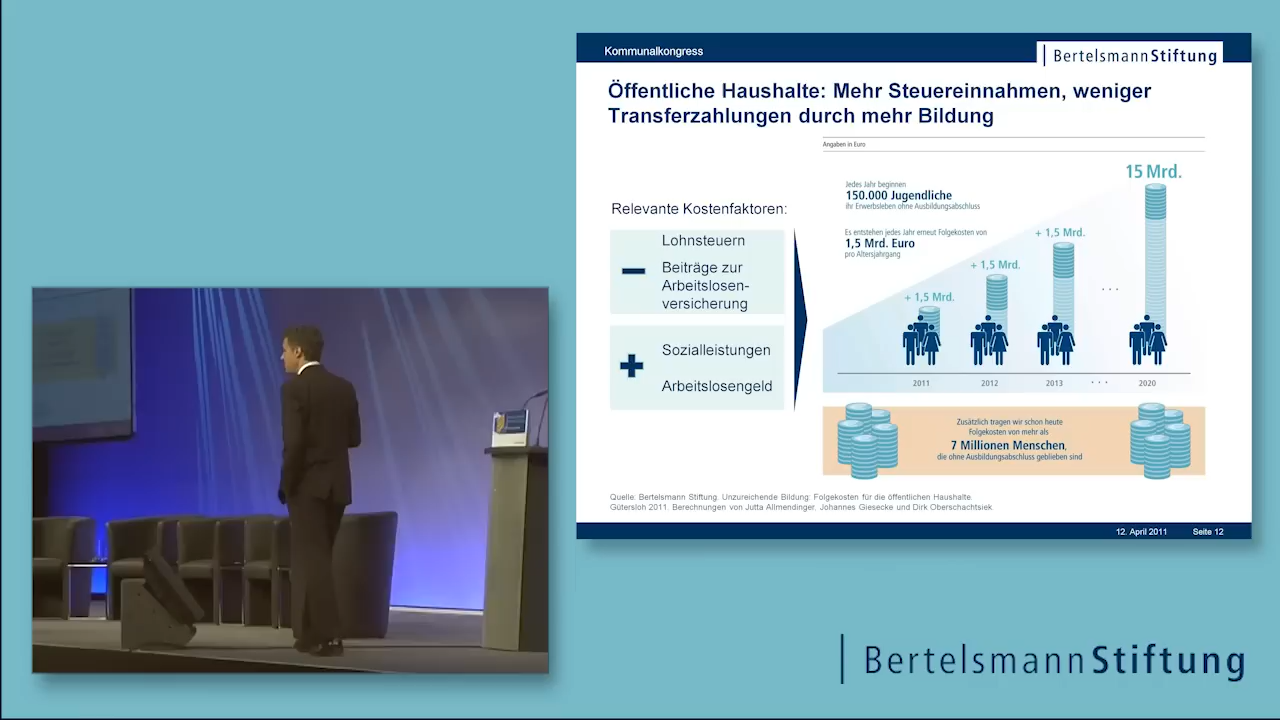 Kommunalkongress
BertelsmannStiftung
Öffentliche Haushalte: Mehr Steuereinnahmen, weniger
Transferzahlungen durch mehr Bildung
Angaben in Euro
Relevante Kostenfaktoren:
Lohnsteuern
Beiträge zur
Arbeitslosen-
versicherung
Sozialleistungen
Arbeitslosengeld
Jedes Jahr beginnen
150.000 Jugendliche
ihr Erwerbsleben ohne Ausbildungsabschluss
Es entstehen jedes Jahr erneut Folgekosten von
1,5 Mrd. Euro
pro Altersjahrgang
+ 1,5 Mrd.
+ 1,5 Mrd.
+ 1,5 Mrd.
15 Mrd.
. . .
2011
2012
2013
. . .
2020
Zusätzlich tragen wir schon heute
Folgekosten von mehr als
7 Millionen Menschen,
die ohne Ausbildungsabschluss geblieben sind
Quelle: Bertelsmann Stiftung. Unzureichende Bildung: Folgekosten für die öffentlichen Haushalte.
Gütersloh 2011. Berechnungen von Jutta Allmendinger, Johannes Giesecke und Dirk Oberschachtsiek.
12. April 2011
Seite 12
BertelsmannStiftung